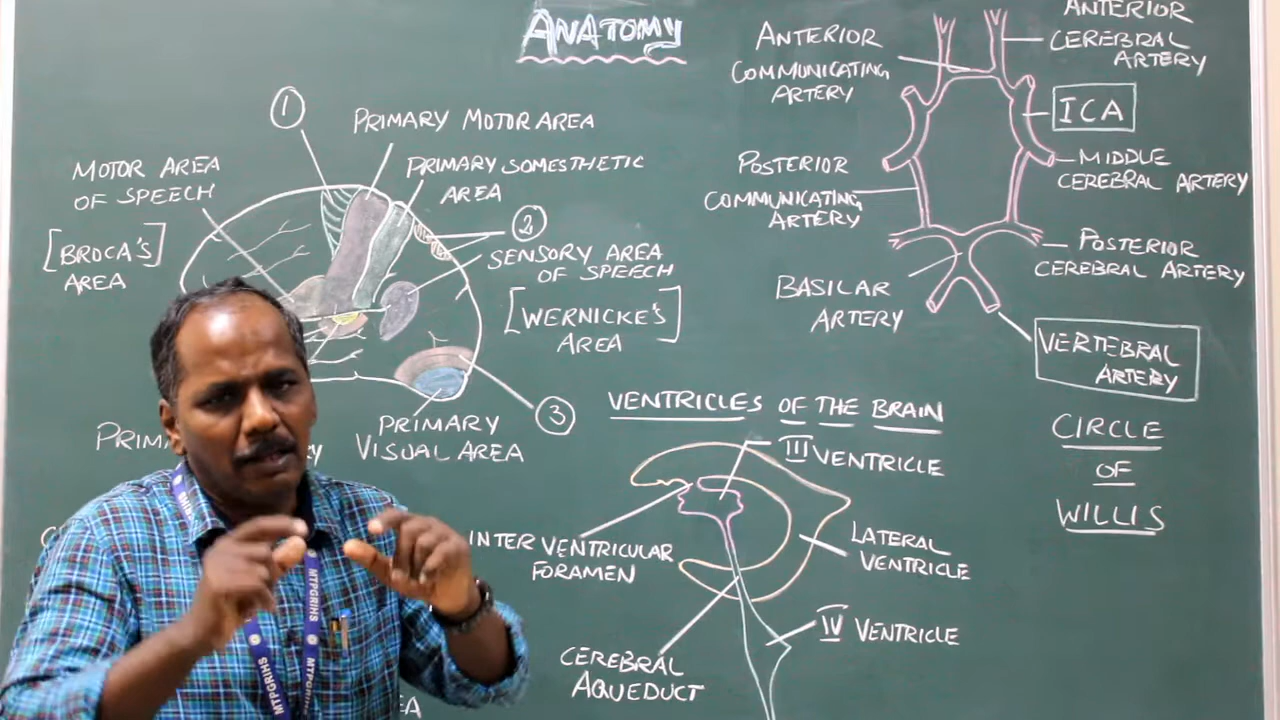 ANATOMY
1
PRIMARY MOTOR AREA
MOTOR AREA
OF SPEECH
[BROCA'S]
AREA
PRIMARY SOMESTHETIC
AREA
2
SENSORY AREA
OF SPEECH
[WERNICKE'S]
AREA
3
PRIMARY
VISUAL AREA
ANTERIOR
COMMUNICATING
ARTERY
ANTERIOR
CEREBRAL
ARTERY
ICA
MIDDLE
CEREBRAL ARTERY
POSTERIOR
COMMUNICATING
ARTERY
POSTERIOR
CEREBRAL ARTERY
BASILAR
ARTERY
VERTEBRAL
ARTERY
CIRCLE
OF
WILLIS
VENTRICLES OF THE BRAIN
III VENTRICLE
INTER VENTRICULAR
FORAMEN
LATERAL
VENTRICLE
IV VENTRICLE
CEREBRAL
AQUEDUCT
MTPGRIHS
MTPGRIHS
MTPGRIHS
MTPGRIHS